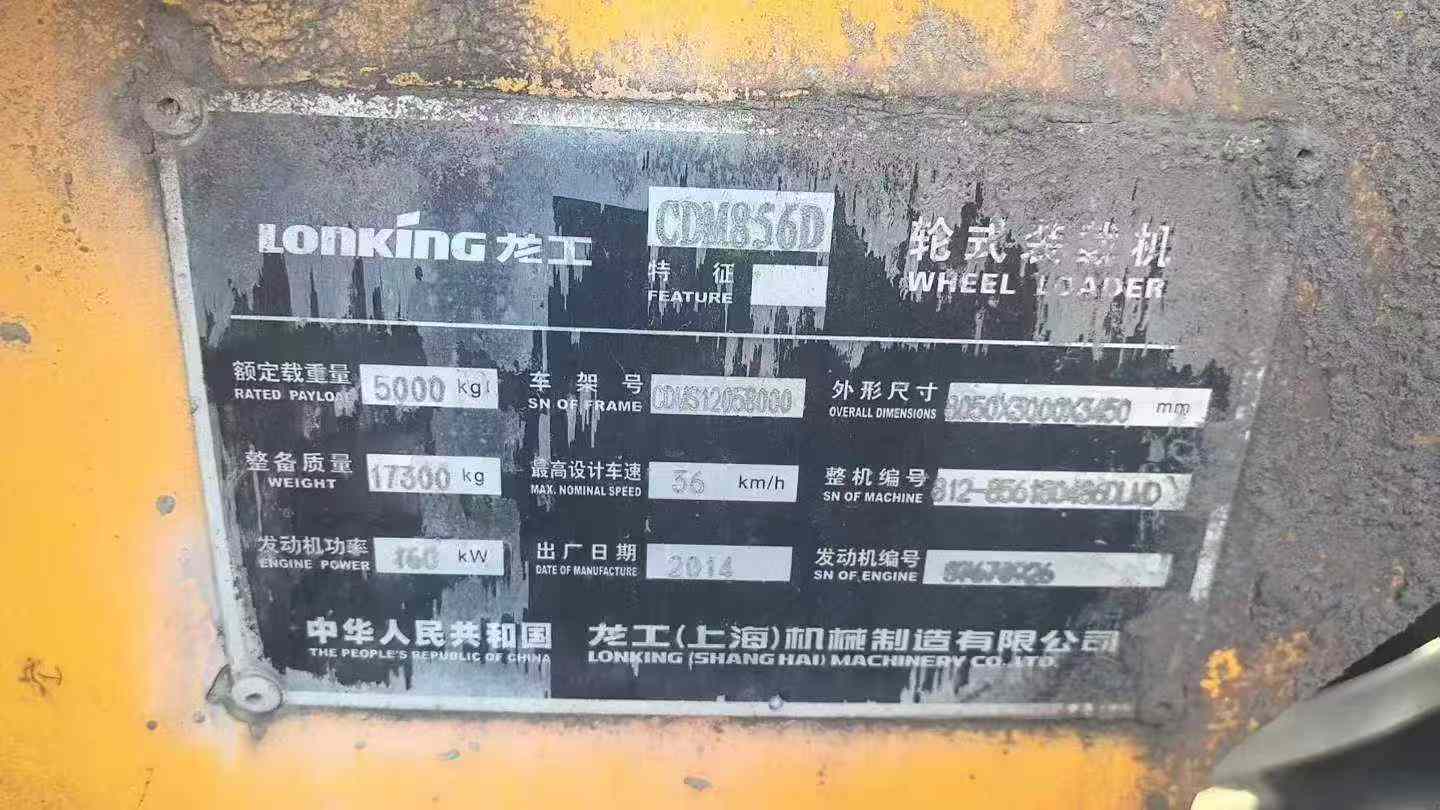 LONKING 龙工
CDM856D
特 征
FEATURE
轮式装载机
WHEEL LOADER
额定载重量 5000 kg
RATED PAYLOAD
车架号
SN OF FRAME
外形尺寸 8050X3000X3450 mm
OVERALL DIMENSIONS
整备质量 17300 kg
WEIGHT
最高设计车速 36 km/h
MAX. NOMINAL SPEED
整机编号
SN OF MACHINE
发动机功率 160 kW
ENGINE POWER
出厂日期 2014
DATE OF MANUFACTURE
发动机编号
SN OF ENGINE
中华人民共和国
THE PEOPLE'S REPUBLIC OF CHINA
龙工(上海)机械制造有限公司
LONKING (SHANG HAI) MACHINERY CO.,LTD.